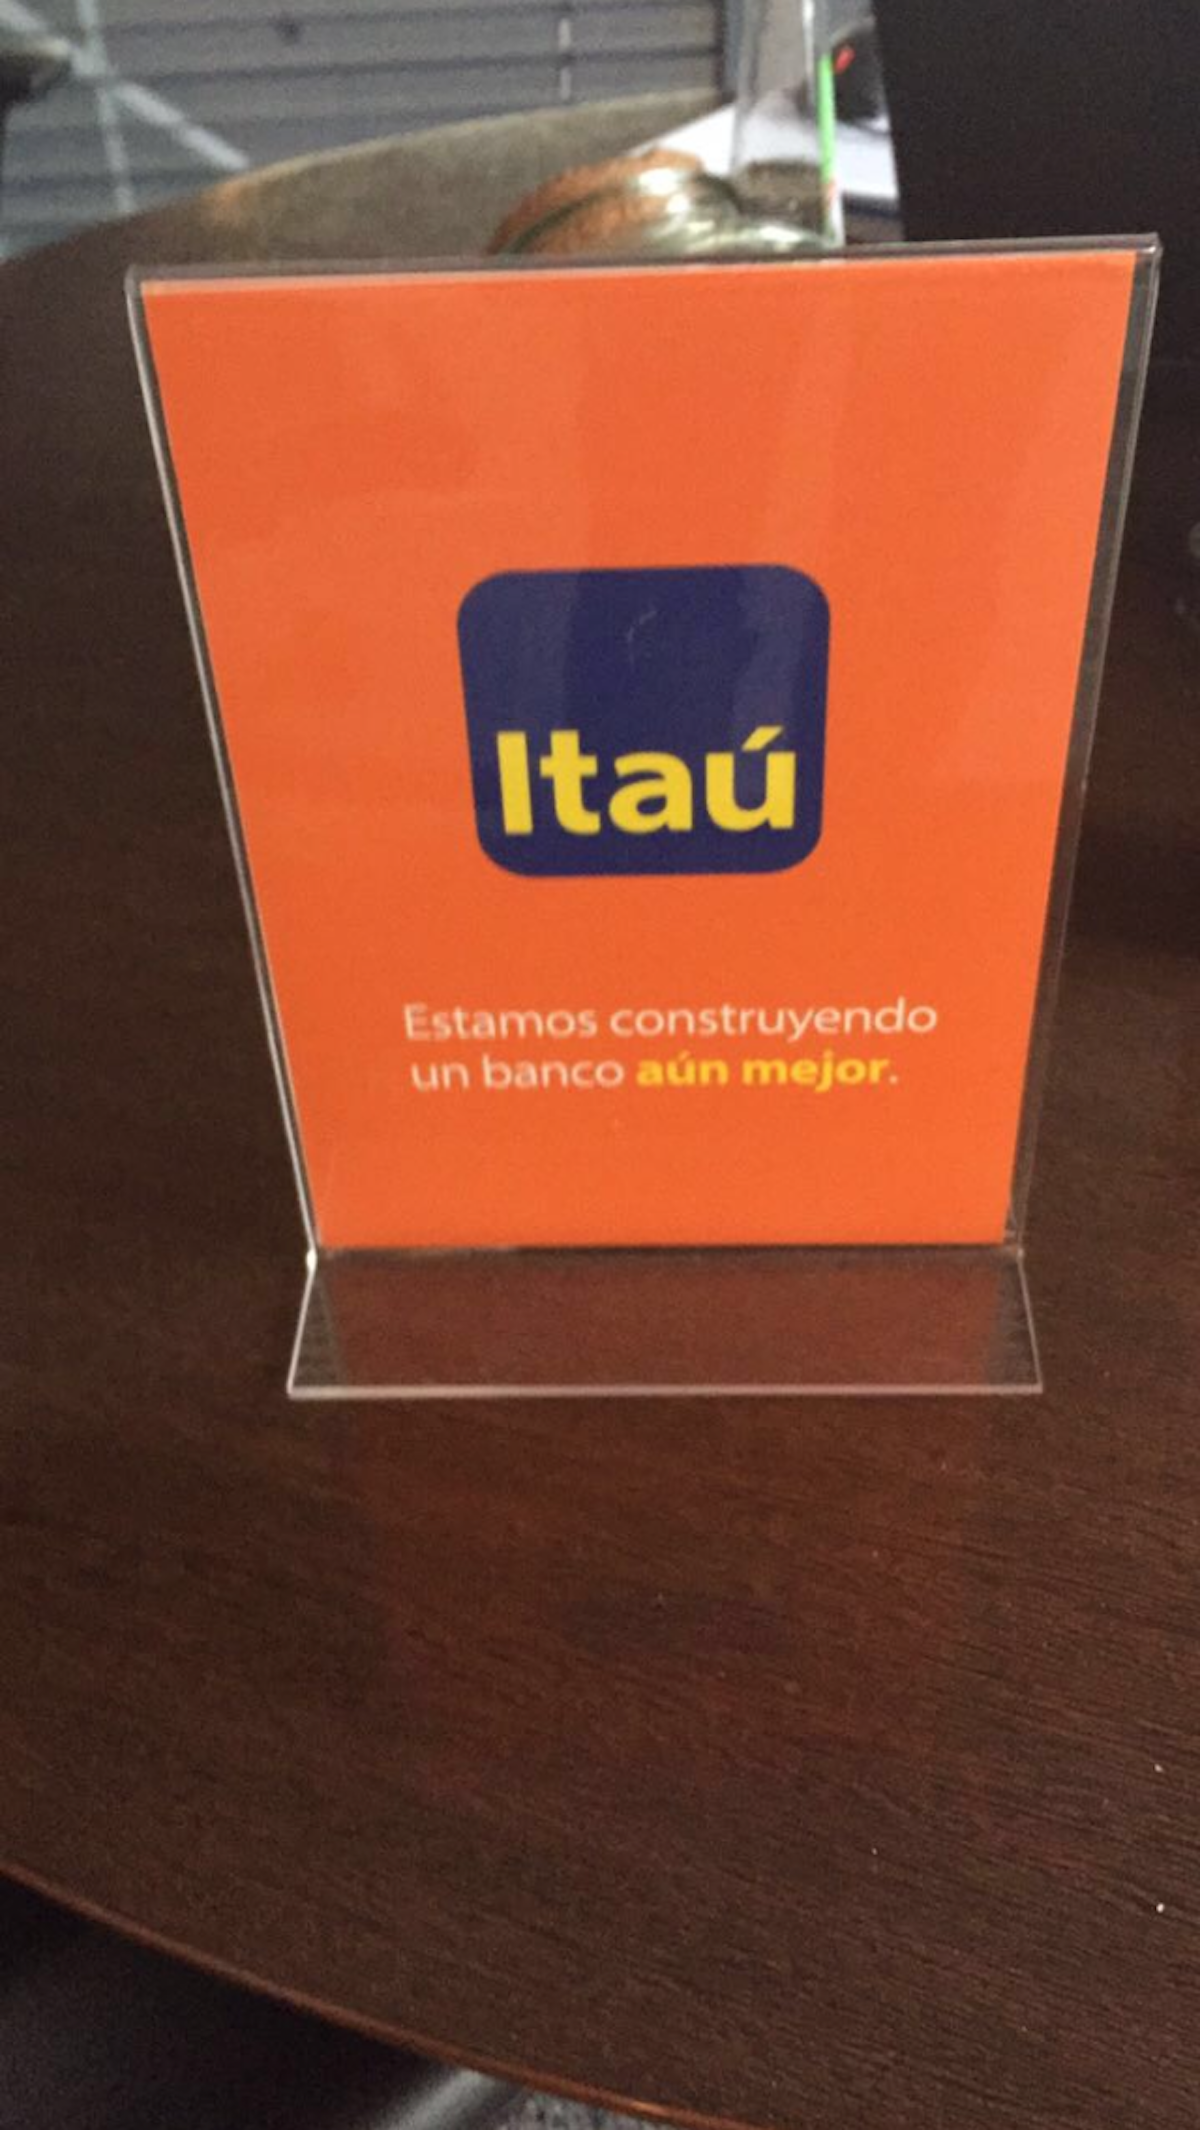 Itaú
Estamos construyendo
un banco aún mejor.